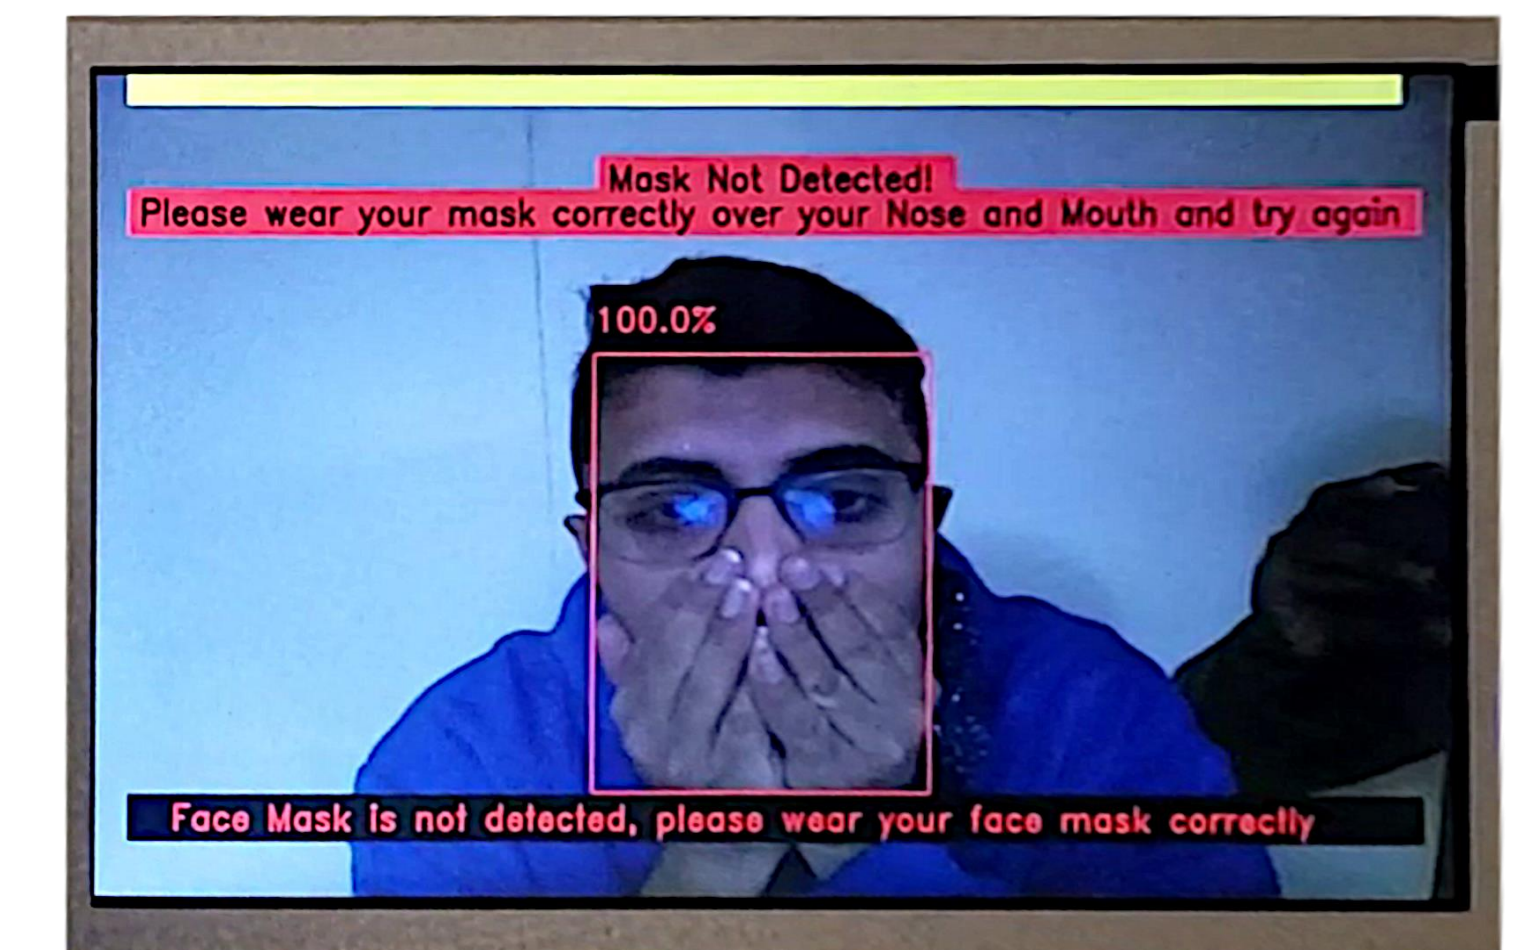 Mask Not Detected!
Please wear your mask correctly over your Nose and Mouth and try again
100.0%
Face Mask is not detected, please wear your face mask correctly